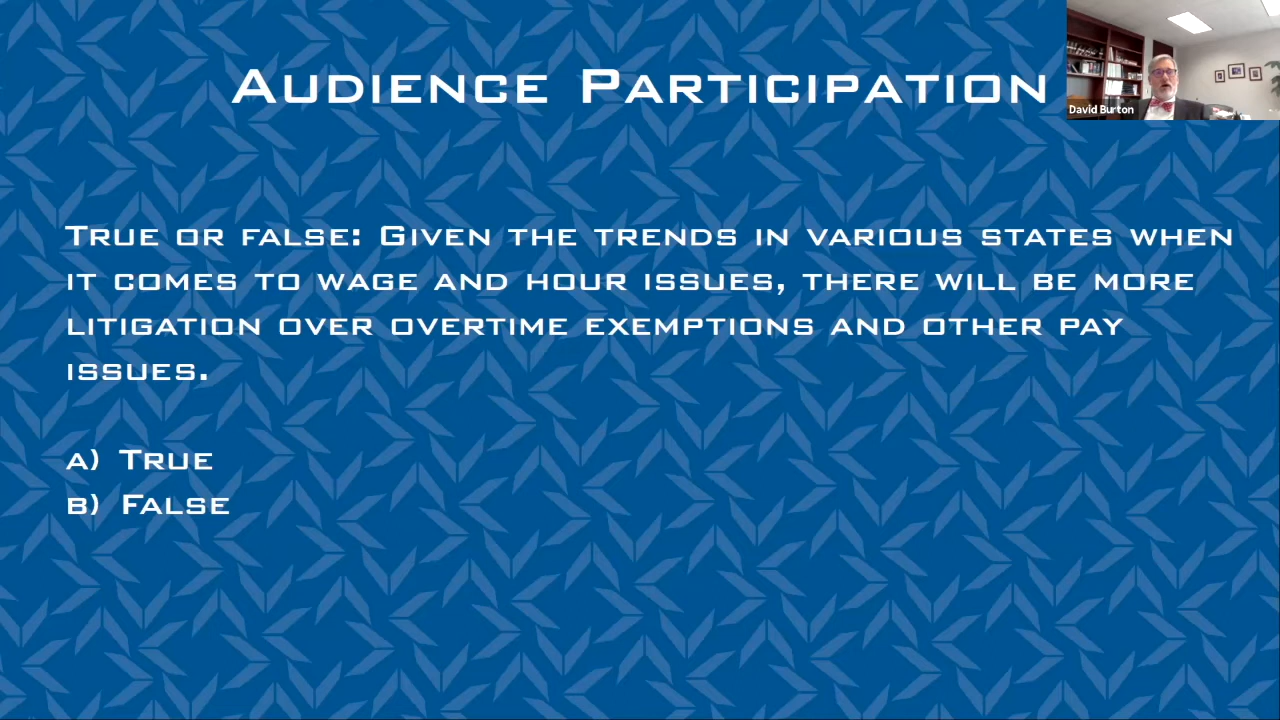 Audience Participation
David Burton
True or false: Given the trends in various states when
it comes to wage and hour issues, there will be more
litigation over overtime exemptions and other pay
issues.
a) True
b) False